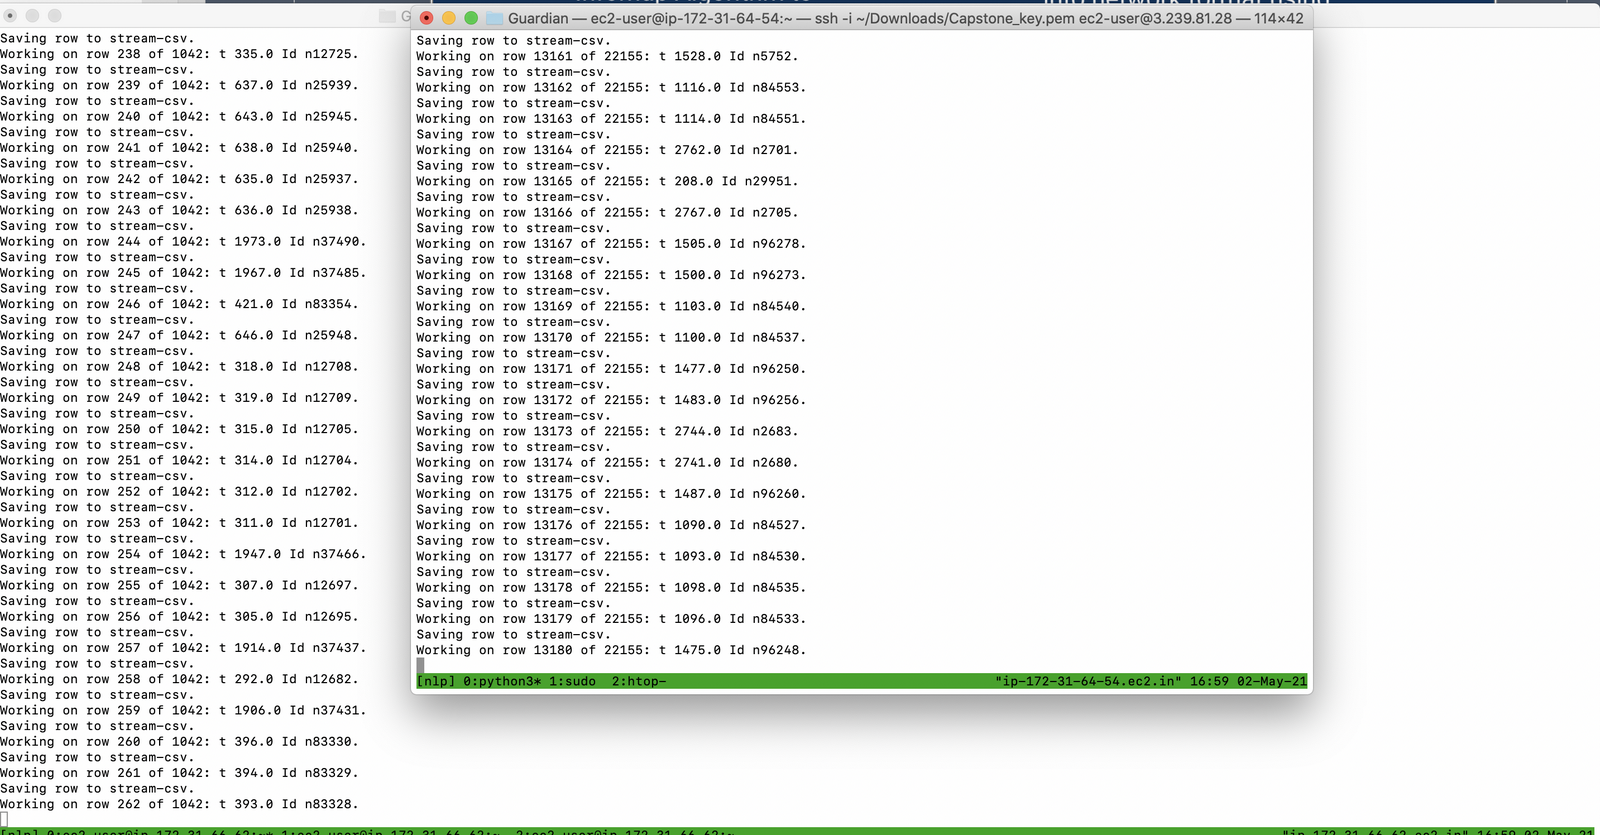 Saving row to stream-csv.
Working on row 238 of 1042: t 335.0 Id n12725.
Saving row to stream-csv.
Working on row 239 of 1042: t 637.0 Id n25939.
Saving row to stream-csv.
Working on row 240 of 1042: t 643.0 Id n25945.
Saving row to stream-csv.
Working on row 241 of 1042: t 638.0 Id n25940.
Saving row to stream-csv.
Working on row 242 of 1042: t 635.0 Id n25937.
Saving row to stream-csv.
Working on row 243 of 1042: t 636.0 Id n25938.
Saving row to stream-csv.
Working on row 244 of 1042: t 1973.0 Id n37490.
Saving row to stream-csv.
Working on row 245 of 1042: t 1967.0 Id n37485.
Saving row to stream-csv.
Working on row 246 of 1042: t 421.0 Id n83354.
Saving row to stream-csv.
Working on row 247 of 1042: t 646.0 Id n25948.
Saving row to stream-csv.
Working on row 248 of 1042: t 318.0 Id n12708.
Saving row to stream-csv.
Working on row 249 of 1042: t 319.0 Id n12709.
Saving row to stream-csv.
Working on row 250 of 1042: t 315.0 Id n12705.
Saving row to stream-csv.
Working on row 251 of 1042: t 314.0 Id n12704.
Saving row to stream-csv.
Working on row 252 of 1042: t 312.0 Id n12702.
Saving row to stream-csv.
Working on row 253 of 1042: t 311.0 Id n12701.
Saving row to stream-csv.
Working on row 254 of 1042: t 1947.0 Id n37466.
Saving row to stream-csv.
Working on row 255 of 1042: t 307.0 Id n12697.
Saving row to stream-csv.
Working on row 256 of 1042: t 305.0 Id n12695.
Saving row to stream-csv.
Working on row 257 of 1042: t 1914.0 Id n37437.
Saving row to stream-csv.
Working on row 258 of 1042: t 292.0 Id n12682.
Saving row to stream-csv.
Working on row 259 of 1042: t 1906.0 Id n37431.
Saving row to stream-csv.
Working on row 260 of 1042: t 396.0 Id n83330.
Saving row to stream-csv.
Working on row 261 of 1042: t 394.0 Id n83329.
Saving row to stream-csv.
Working on row 262 of 1042: t 393.0 Id n83328.
Guardian — ec2-user@ip-172-31-64-54:~ — ssh -i ~/Downloads/Capstone_key.pem ec2-user@3.239.81.28 — 114×42
Saving row to stream-csv.
Working on row 13161 of 22155: t 1528.0 Id n5752.
Saving row to stream-csv.
Working on row 13162 of 22155: t 1116.0 Id n84553.
Saving row to stream-csv.
Working on row 13163 of 22155: t 1114.0 Id n84551.
Saving row to stream-csv.
Working on row 13164 of 22155: t 2762.0 Id n2701.
Saving row to stream-csv.
Working on row 13165 of 22155: t 208.0 Id n29951.
Saving row to stream-csv.
Working on row 13166 of 22155: t 2767.0 Id n2705.
Saving row to stream-csv.
Working on row 13167 of 22155: t 1505.0 Id n96278.
Saving row to stream-csv.
Working on row 13168 of 22155: t 1500.0 Id n96273.
Saving row to stream-csv.
Working on row 13169 of 22155: t 1103.0 Id n84540.
Saving row to stream-csv.
Working on row 13170 of 22155: t 1100.0 Id n84537.
Saving row to stream-csv.
Working on row 13171 of 22155: t 1477.0 Id n96250.
Saving row to stream-csv.
Working on row 13172 of 22155: t 1483.0 Id n96256.
Saving row to stream-csv.
Working on row 13173 of 22155: t 2744.0 Id n2683.
Saving row to stream-csv.
Working on row 13174 of 22155: t 2741.0 Id n2680.
Saving row to stream-csv.
Working on row 13175 of 22155: t 1487.0 Id n96260.
Saving row to stream-csv.
Working on row 13176 of 22155: t 1090.0 Id n84527.
Saving row to stream-csv.
Working on row 13177 of 22155: t 1093.0 Id n84530.
Saving row to stream-csv.
Working on row 13178 of 22155: t 1098.0 Id n84535.
Saving row to stream-csv.
Working on row 13179 of 22155: t 1096.0 Id n84533.
Saving row to stream-csv.
Working on row 13180 of 22155: t 1475.0 Id n96248.
[nlp] 0:python3* 1:sudo 2:htop- "ip-172-31-64-54.ec2.in" 16:59 02-May-21